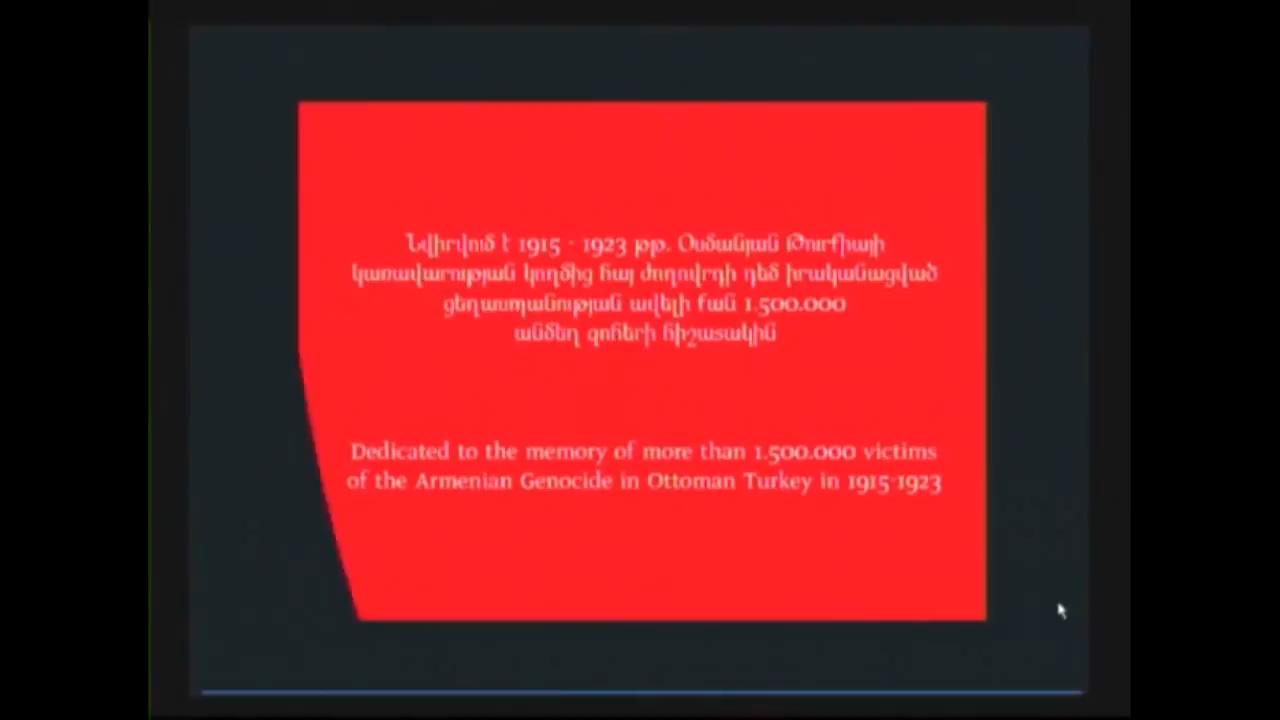 Նվիրվում է 1915 - 1923 թթ. Օսմանյան Թուրքիայի
կառավարության կողմից հայ ժողովրդի դեմ իրականացված
ցեղասպանության ավելի քան 1.500.000
անմեղ զոհերի հիշատակին
Dedicated to the memory of more than 1.500.000 victims
of the Armenian Genocide in Ottoman Turkey in 1915-1923